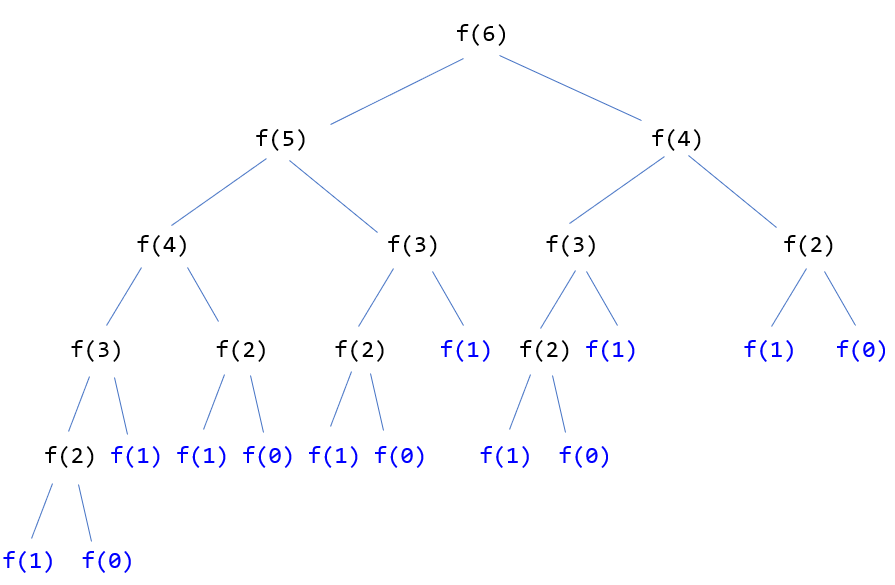 f(6)
f(5) f(4)
f(4) f(3) f(3) f(2)
f(3) f(2) f(2) f(1) f(2) f(1) f(1) f(0)
f(2) f(1) f(1) f(0) f(1) f(0) f(1) f(0)
f(1) f(0)